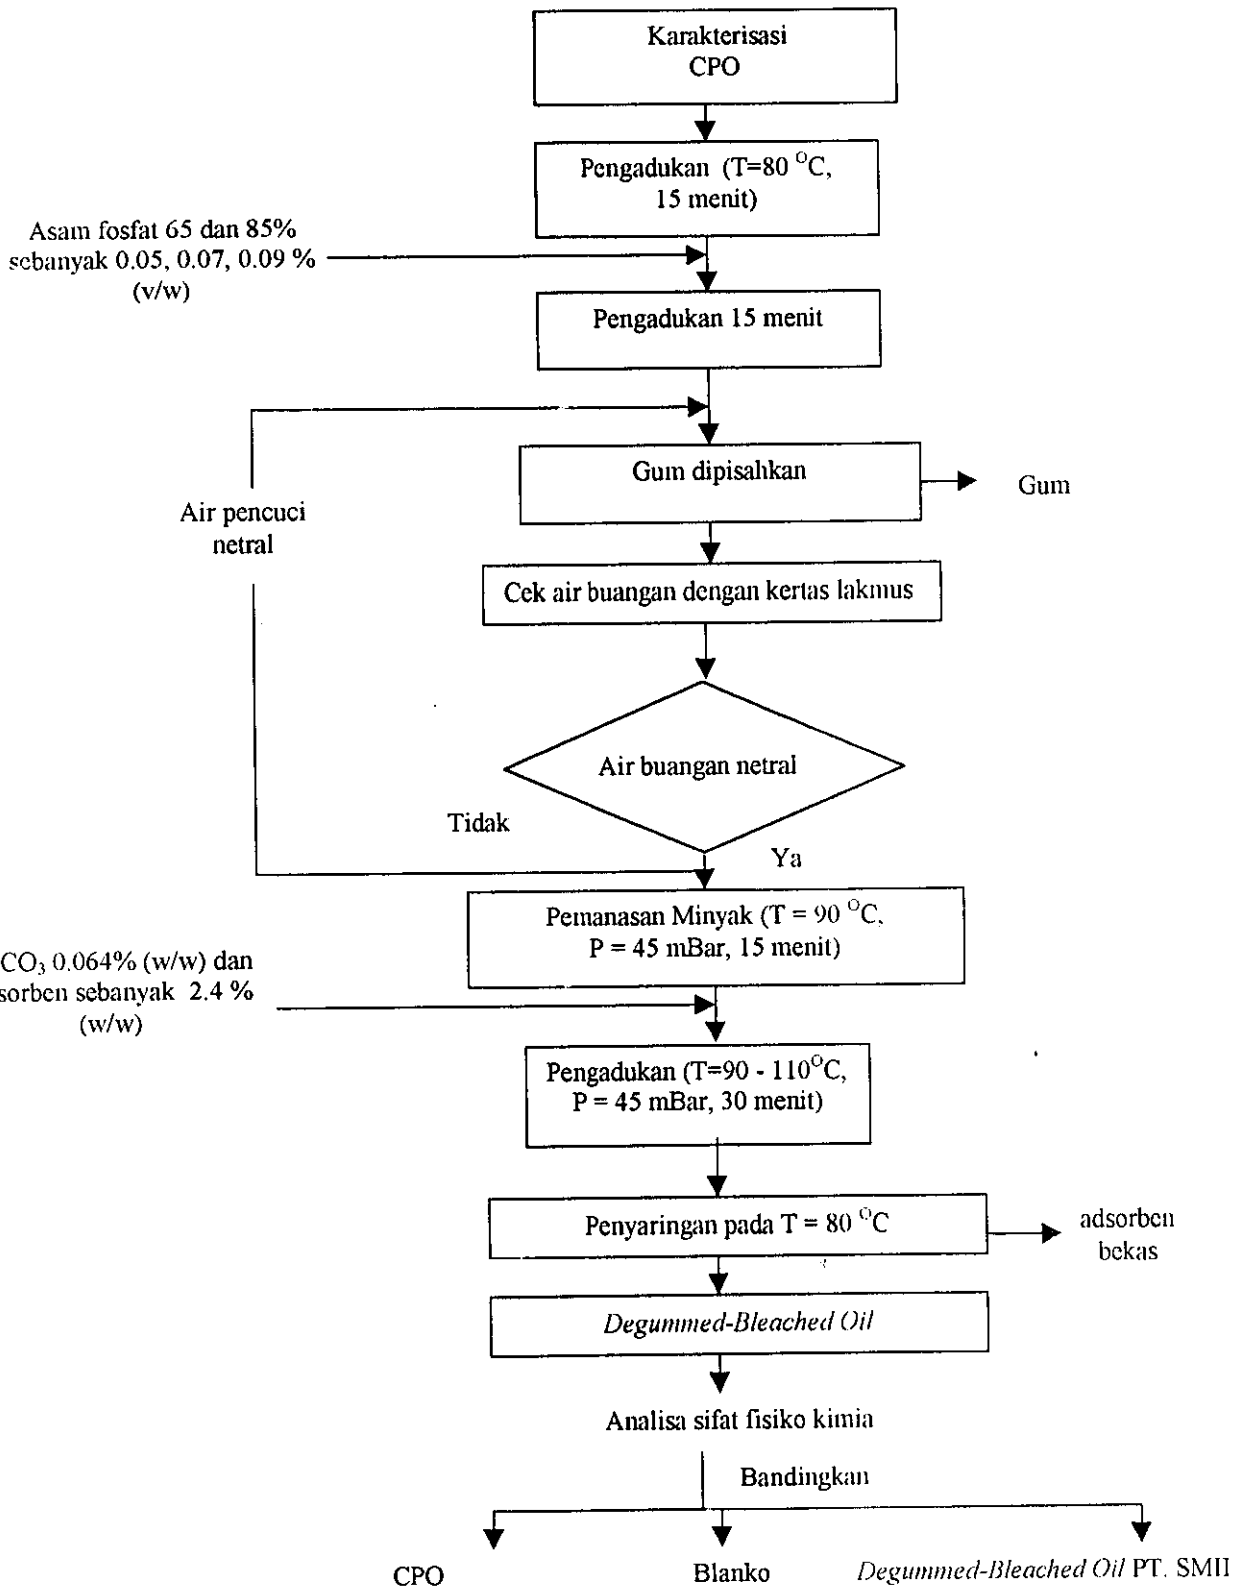 Karakterisasi
CPO
Pengadukan (T=80 °C,
15 menit)
Asam fosfat 65 dan 85%
sebanyak 0.05, 0.07, 0.09 %
(v/w)
Pengadukan 15 menit
Gum dipisahkan
Gum
Air pencuci
netral
Cek air buangan dengan kertas lakmus
Air buangan netral
Tidak
Ya
Pemanasan Minyak (T = 90 °C,
P = 45 mBar, 15 menit)
CO₃ 0.064% (w/w) dan
sorben sebanyak 2.4 %
(w/w)
Pengadukan (T=90 - 110°C,
P = 45 mBar, 30 menit)
Penyaringan pada T = 80 °C
adsorben
bekas
Degummed-Bleached Oil
Analisa sifat fisiko kimia
Bandingkan
CPO
Blanko
Degummed-Bleached Oil PT. SMII